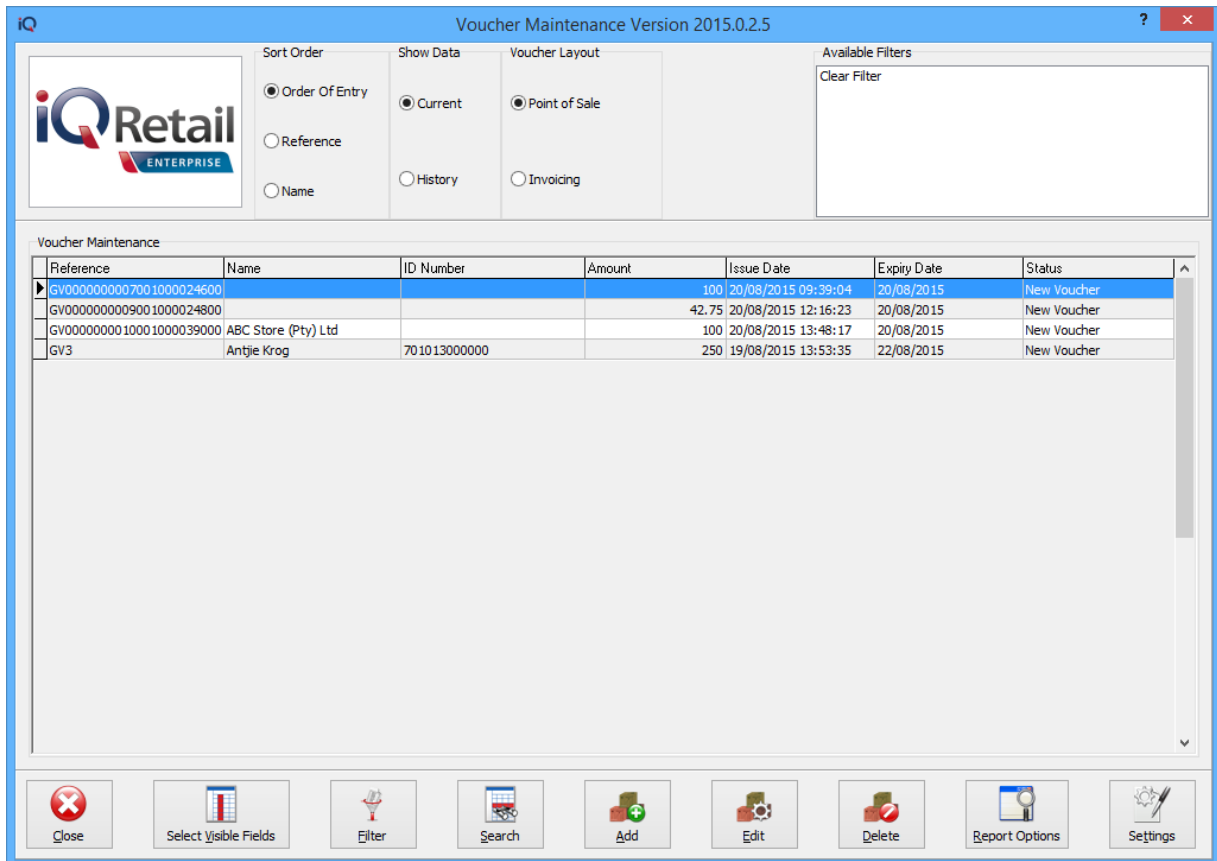 iQ Voucher Maintenance Version 2015.0.2.5 ?
iQ Retail
ENTERPRISE
Sort Order
Order Of Entry
Reference
Name
Show Data
Current
History
Voucher Layout
Point of Sale
Invoicing
Available Filters
Clear Filter
Voucher Maintenance
Reference Name ID Number Amount Issue Date Expiry Date Status
GV0000000007001000024600 100 20/08/2015 09:39:04 20/08/2015 New Voucher
GV0000000009001000024800 42.75 20/08/2015 12:16:23 20/08/2015 New Voucher
GV0000000010001000039000 ABC Store (Pty) Ltd 100 20/08/2015 13:48:17 20/08/2015 New Voucher
GV3 Antjie Krog 701013000000 250 19/08/2015 13:53:35 22/08/2015 New Voucher
Close Select Visible Fields Filter Search Add Edit Delete Report Options Settings